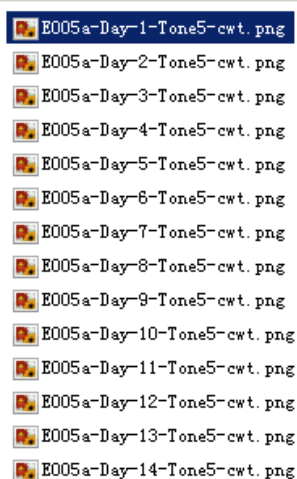 E005a-Day-1-Tone5-cwt.png
E005a-Day-2-Tone5-cwt.png
E005a-Day-3-Tone5-cwt.png
E005a-Day-4-Tone5-cwt.png
E005a-Day-5-Tone5-cwt.png
E005a-Day-6-Tone5-cwt.png
E005a-Day-7-Tone5-cwt.png
E005a-Day-8-Tone5-cwt.png
E005a-Day-9-Tone5-cwt.png
E005a-Day-10-Tone5-cwt.png
E005a-Day-11-Tone5-cwt.png
E005a-Day-12-Tone5-cwt.png
E005a-Day-13-Tone5-cwt.png
E005a-Day-14-Tone5-cwt.png